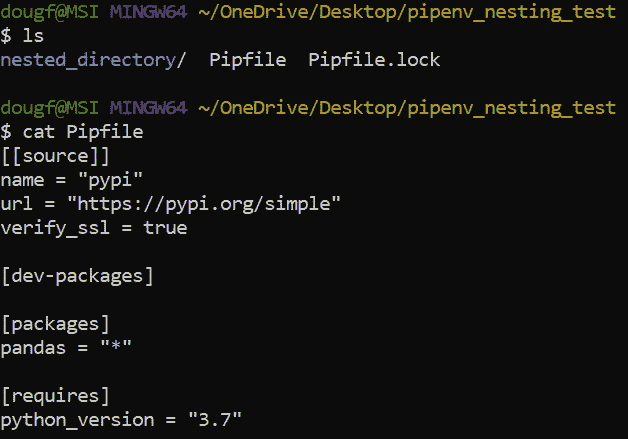 dougf@MSI MINGW64 ~/OneDrive/Desktop/pipenv_nesting_test
$ ls
nested_directory/  Pipfile  Pipfile.lock
dougf@MSI MINGW64 ~/OneDrive/Desktop/pipenv_nesting_test
$ cat Pipfile
[[source]]
name = "pypi"
url = "https://pypi.org/simple"
verify_ssl = true
[dev-packages]
[packages]
pandas = "*"
[requires]
python_version = "3.7"